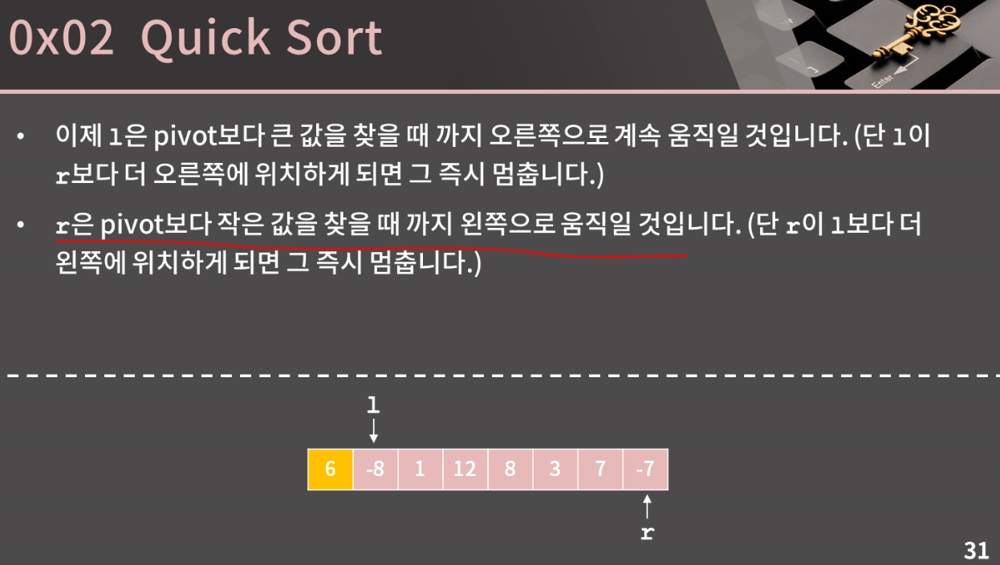 0x02 Quick Sort
Enter
• 이제 l은 pivot보다 큰 값을 찾을 때 까지 오른쪽으로 계속 움직일 것입니다. (단 l이
r보다 더 오른쪽에 위치하게 되면 그 즉시 멈춥니다.)
• r은 pivot보다 작은 값을 찾을 때 까지 왼쪽으로 움직일 것입니다. (단 r이 l보다 더
왼쪽에 위치하게 되면 그 즉시 멈춥니다.)
l
6 -8 1 12 8 3 7 -7
r
31